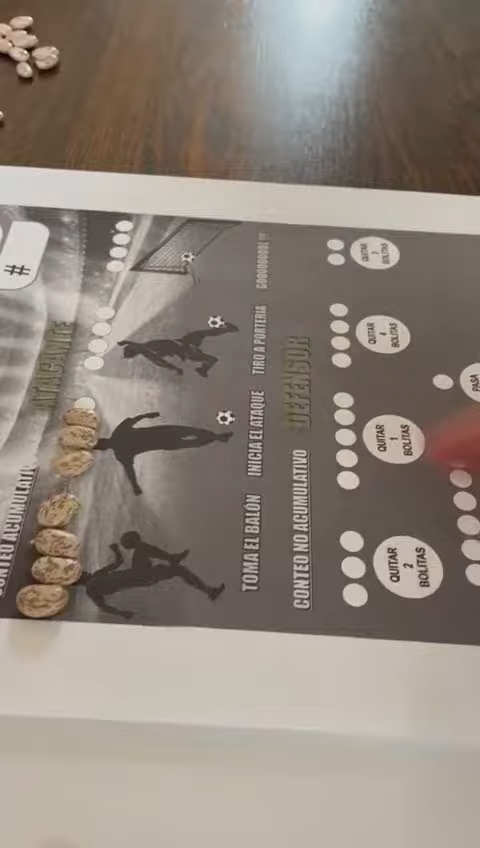 #
ATACANTE
CONTEO ACUMULATIV
TOMA EL BALÓN
INICIA EL ATAQUE
TIRO A PORTERIA
GOOOOOOOOL !!!
DEFENSOR
CONTEO NO ACUMULATIVO
QUITAR
2
BOLITAS
QUITAR
1
BOLITAS
QUITAR
4
BOLITAS
QUITAR
3
BOLITAS
PASA